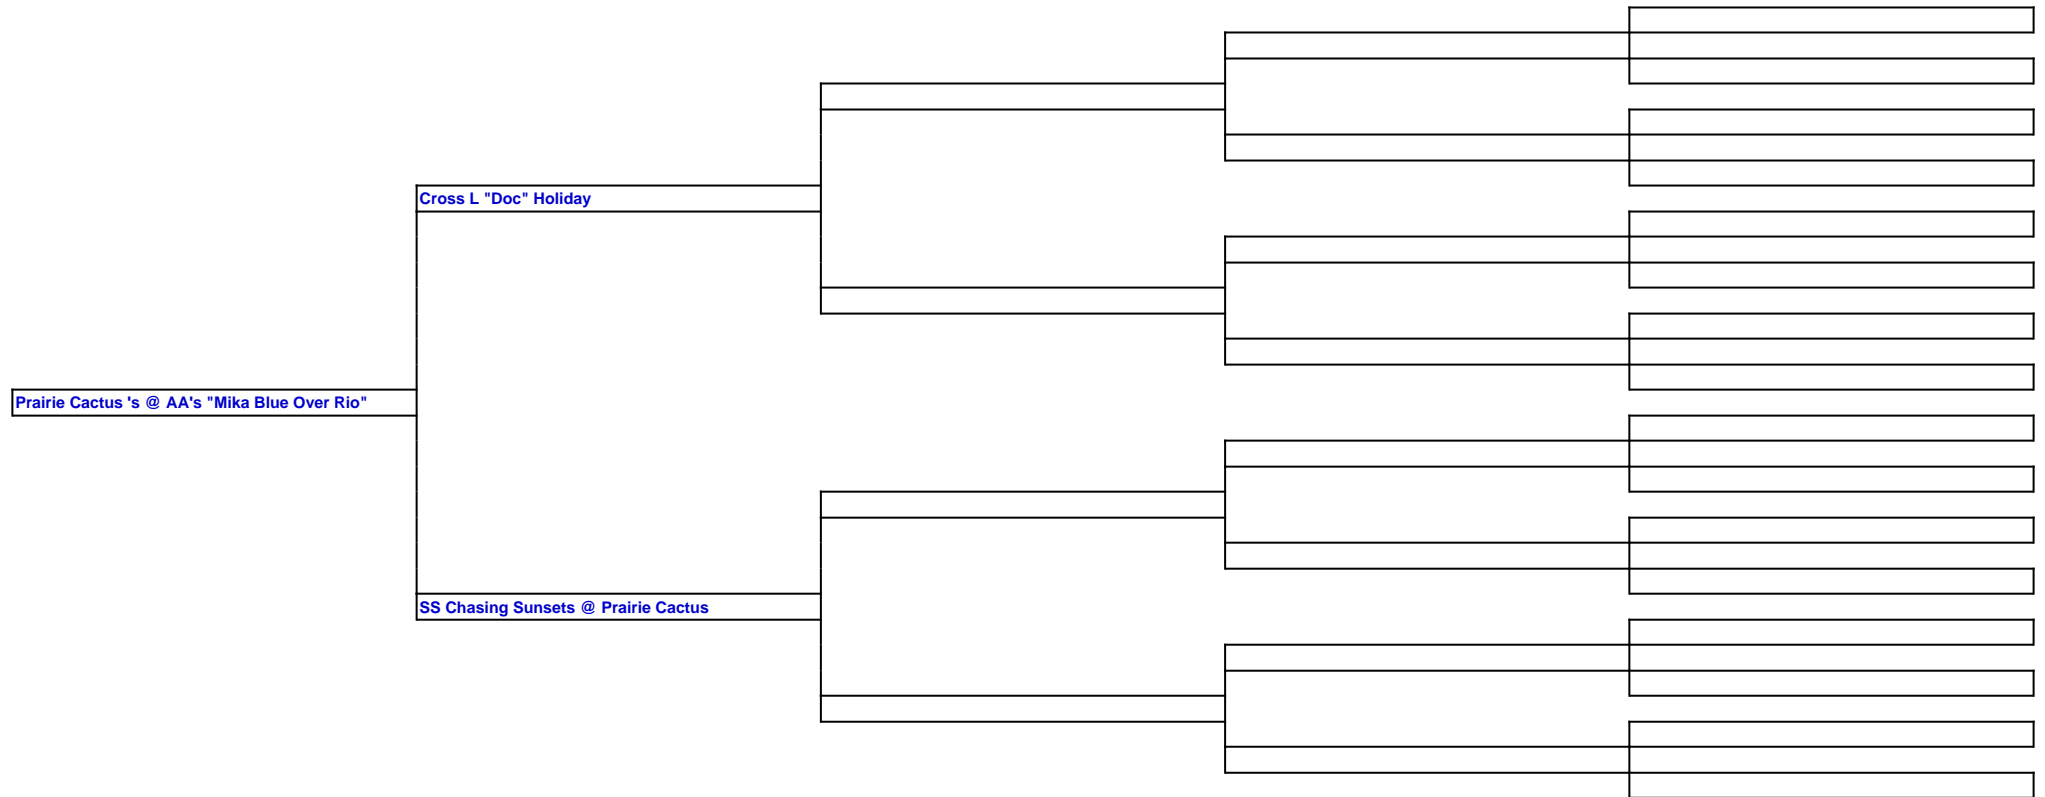 Cross L "Doc" Holiday
Prairie Cactus 's @ AA's "Mika Blue Over Rio"
SS Chasing Sunsets @ Prairie Cactus